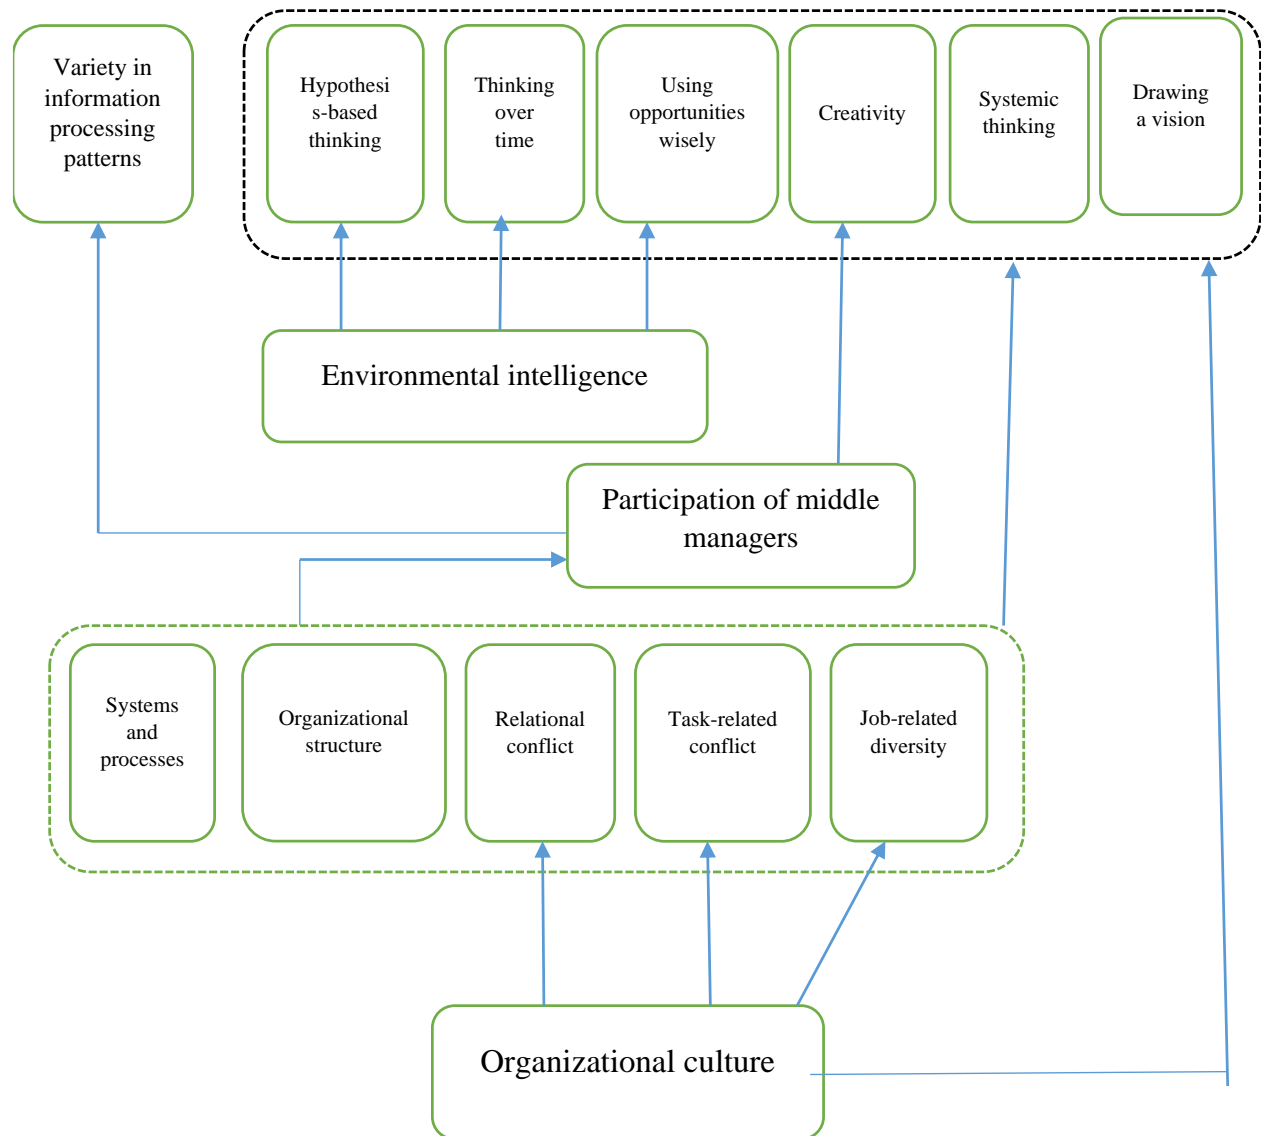 Variety in
information
processing
patterns
Hypothesi
s-based
thinking
Thinking
over
time
Using
opportunities
wisely
Creativity
Systemic
thinking
Drawing
a vision
Environmental intelligence
Participation of middle
managers
Systems
and
processes
Organizational
structure
Relational
conflict
Task-related
conflict
Job-related
diversity
Organizational culture